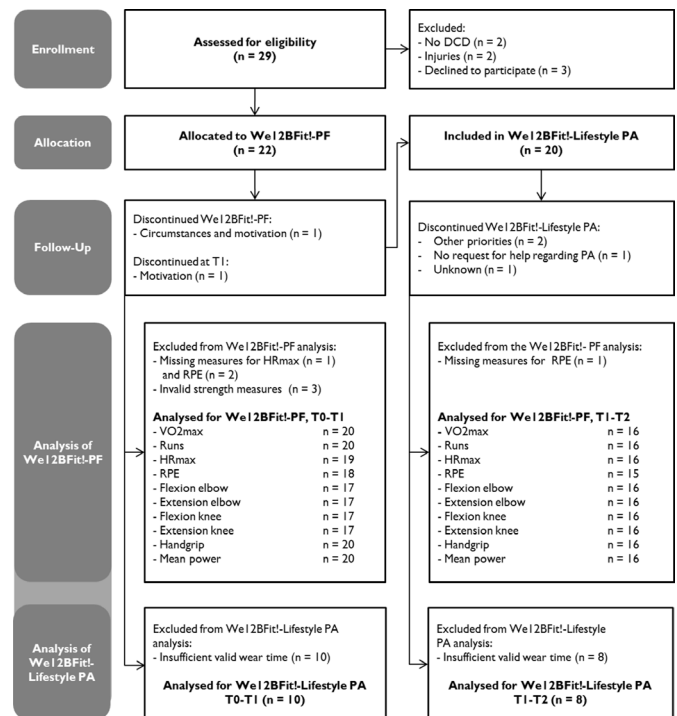 Enrollment
Assessed for eligibility
(n = 29)
Excluded:
- No DCD (n = 2)
- Injuries (n = 2)
- Declined to participate (n = 3)
Allocation
Allocated to We12BFit!-PF
(n = 22)
Included in We12BFit!-Lifestyle PA
(n = 20)
Follow-Up
Discontinued We12BFit!-PF:
- Circumstances and motivation (n = 1)
Discontinued at T1:
- Motivation (n = 1)
Discontinued We12BFit!-Lifestyle PA:
- Other priorities (n = 2)
- No request for help regarding PA (n = 1)
- Unknown (n = 1)
Analysis of
We12BFit!-PF
Excluded from We12BFit!-PF analysis:
- Missing measures for HRmax (n = 1)
and RPE (n = 2)
- Invalid strength measures (n = 3)
Analysed for We12BFit!-PF, T0-T1
- VO2max n = 20
- Runs n = 20
- HRmax n = 19
- RPE n = 18
- Flexion elbow n = 17
- Extension elbow n = 17
- Flexion knee n = 17
- Extension knee n = 17
- Handgrip n = 20
- Mean power n = 20
Excluded from the We12BFit!- PF analysis:
- Missing measures for RPE (n = 1)
Analysed for We12BFit!-PF, T1-T2
- VO2max n = 16
- Runs n = 16
- HRmax n = 16
- RPE n = 15
- Flexion elbow n = 16
- Extension elbow n = 16
- Flexion knee n = 16
- Extension knee n = 16
- Handgrip n = 16
- Mean power n = 16
Analysis of
We12BFit!-
Lifestyle PA
Excluded from We12BFit!-Lifestyle PA
analysis:
- Insufficient valid wear time (n = 10)
Analysed for We12BFit!-Lifestyle PA
T0-T1 (n = 10)
Excluded from We12BFit!-Lifestyle
PA analysis:
- Insufficient valid wear time (n = 8)
Analysed for We12BFit!-Lifestyle PA
T1-T2 (n = 8)